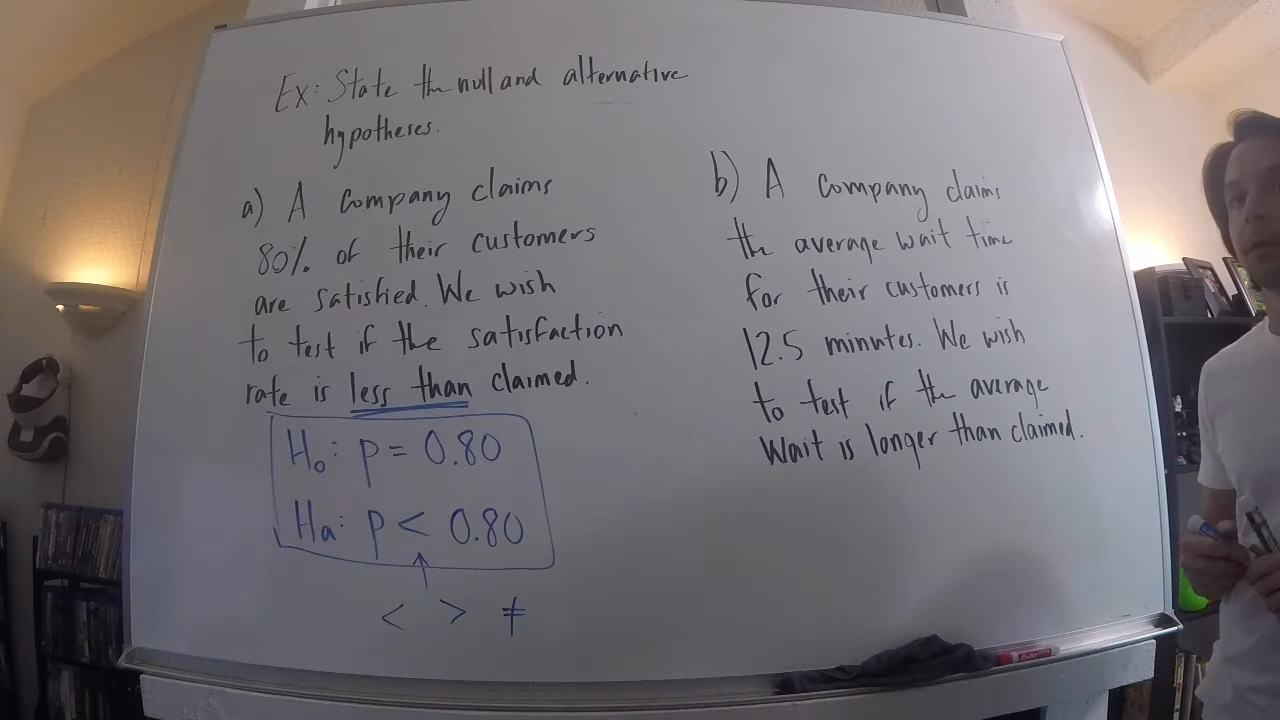 Ex: State the null and alternative
hypotheses.
a) A company claims
80% of their customers
are satisfied. We wish
to test if the satisfaction
rate is less than claimed.
H₀: p = 0.80
Ha: p < 0.80
< > ≠
b) A company claims
the average wait time
for their customers is
12.5 minutes. We wish
to test if the average
wait is longer than claimed.